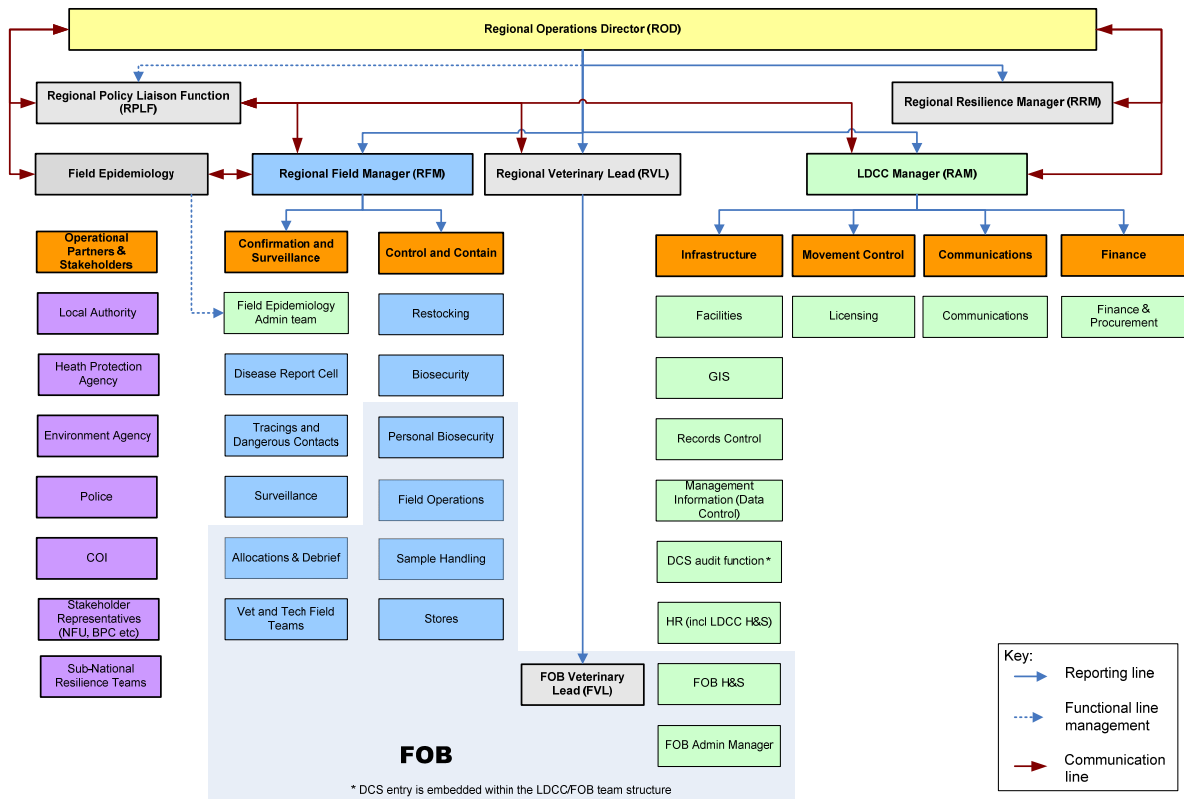 Regional Operations Director (ROD)
Regional Policy Liaison Function
(RPLF)
Regional Resilience Manager (RRM)
Field Epidemiology
Regional Field Manager (RFM)
Regional Veterinary Lead (RVL)
LDCC Manager (RAM)
Operational
Partners &
Stakeholders
Confirmation and
Surveillance
Control and Contain
Infrastructure
Movement Control
Communications
Finance
Local Authority
Field Epidemiology
Admin team
Restocking
Facilities
Licensing
Communications
Finance &
Procurement
Heath Protection
Agency
Disease Report Cell
Biosecurity
GIS
Environment Agency
Tracings and
Dangerous Contacts
Personal Biosecurity
Records Control
Police
Surveillance
Field Operations
Management
Information (Data
Control)
COI
Allocations & Debrief
Sample Handling
DCS audit function *
Stakeholder
Representatives
(NFU, BPC etc)
Vet and Tech Field
Teams
Stores
HR (incl LDCC H&S)
Sub-National
Resilience Teams
FOB Veterinary
Lead (FVL)
FOB H&S
FOB Admin Manager
FOB
* DCS entry is embedded within the LDCC/FOB team structure
Key:
Reporting line
Functional line
management
Communication
line